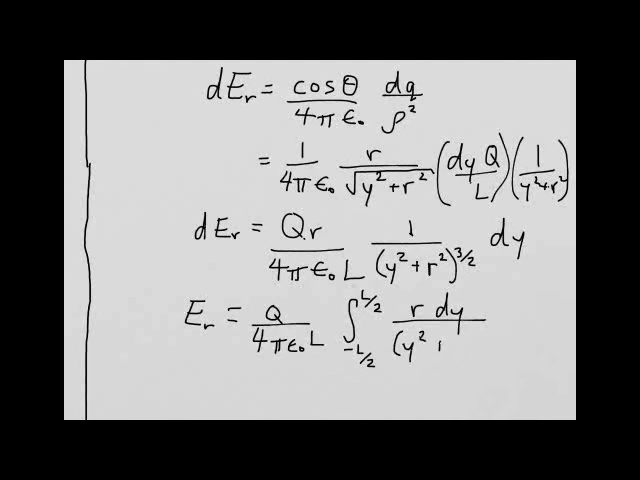 dE_r = cosθ/4πε₀ dq/ρ²
= 1/4πε₀ r/√(y² + r²) (dy Q/L) (1/y²+r²)
dE_r = Qr/4πε₀L 1/(y² + r²)^3/2 dy
E_r = Q/4πε₀L ∫_{-L/2}^{L/2} r dy/(y²